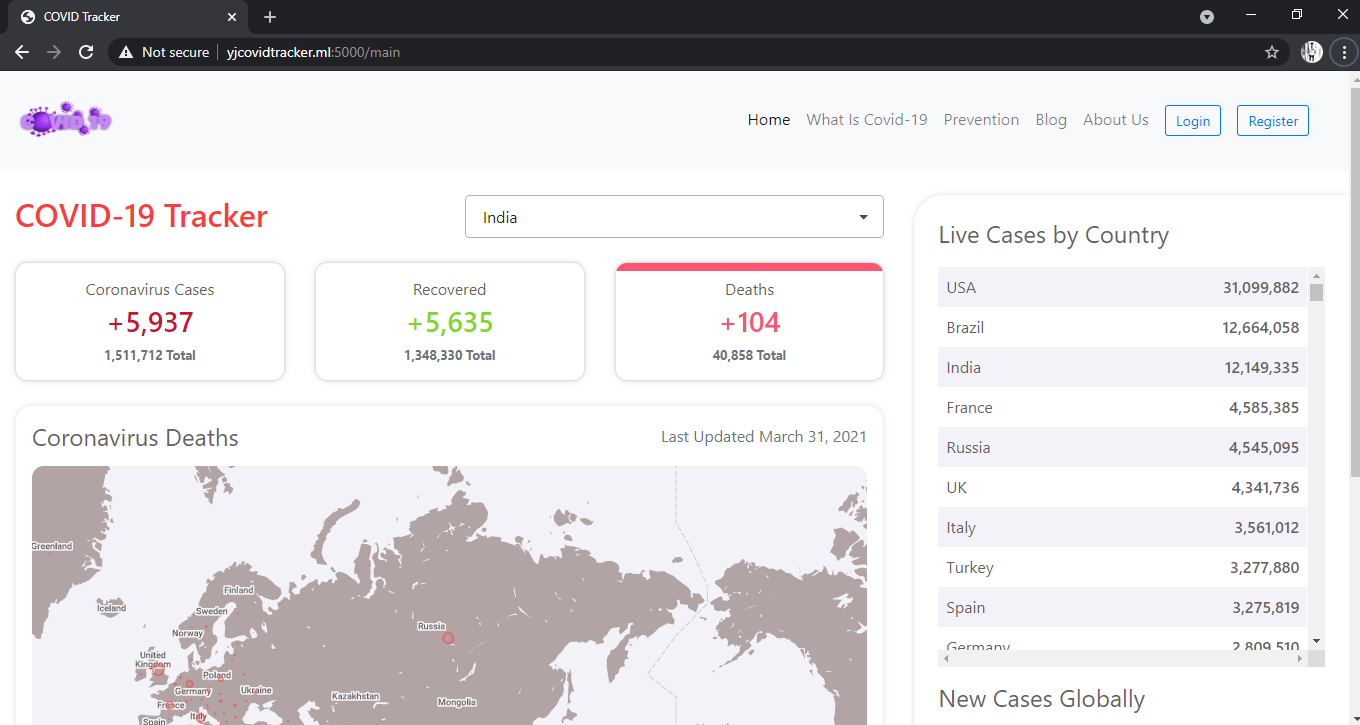 COVID Tracker
Not secure yjcovidtracker.ml:5000/main
COVID-19
Home What Is Covid-19 Prevention Blog About Us Login Register
COVID-19 Tracker
India
Coronavirus Cases
+5,937
1,511,712 Total
Recovered
+5,635
1,348,330 Total
Deaths
+104
40,858 Total
Coronavirus Deaths
Last Updated March 31, 2021
Greenland
Iceland
Finland
Sweden
Norway
Russia
United
Kingdom
Poland
Germany
Ukraine
France
Kazakhstan
Mongolia
Italy
Spain
Live Cases by Country
USA 31,099,882
Brazil 12,664,058
India 12,149,335
France 4,585,385
Russia 4,545,095
UK 4,341,736
Italy 3,561,012
Turkey 3,277,880
Spain 3,275,819
Germany 2,809,510
New Cases Globally